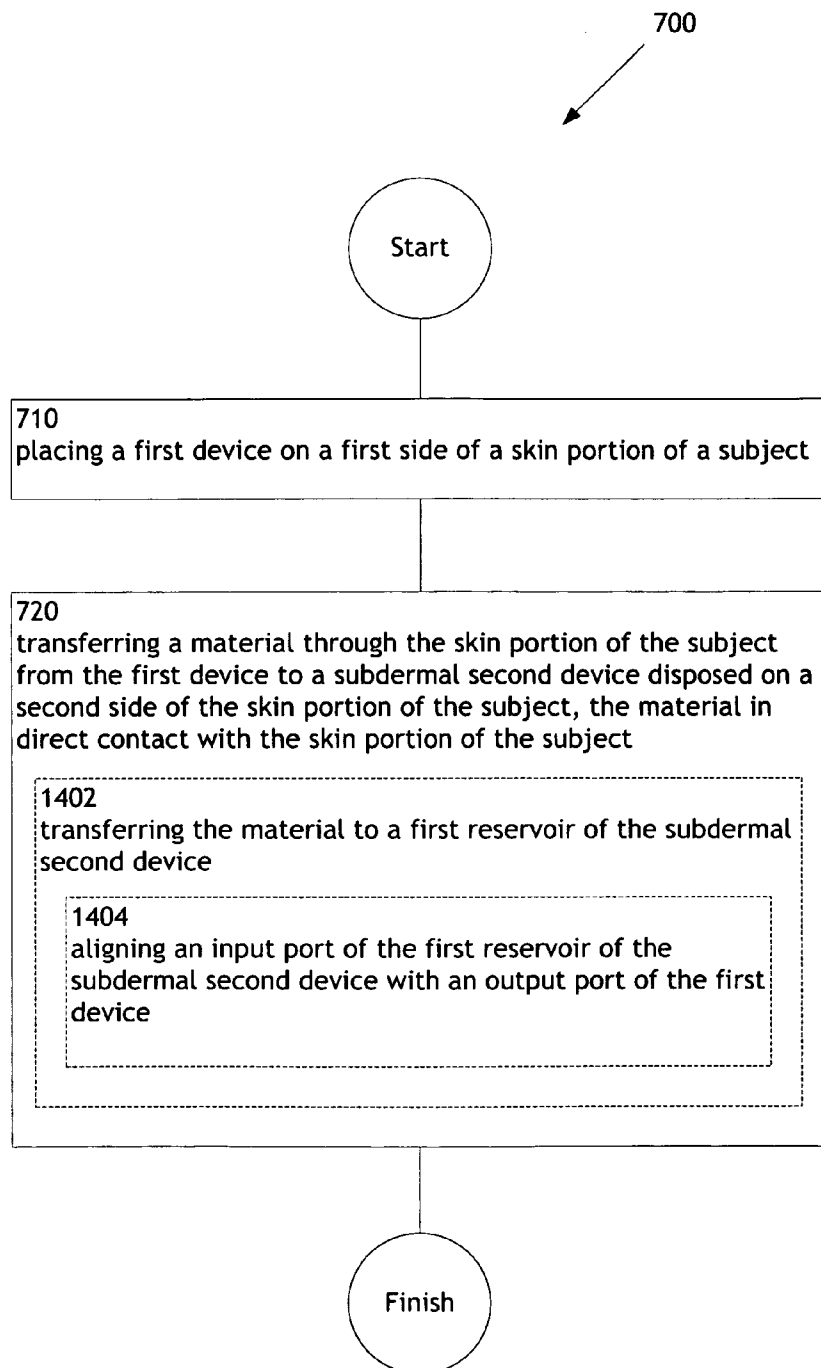 700
Start
710
placing a first device on a first side of a skin portion of a subject
720
transferring a material through the skin portion of the subject
from the first device to a subdermal second device disposed on a
second side of the skin portion of the subject, the material in
direct contact with the skin portion of the subject
1402
transferring the material to a first reservoir of the subdermal
second device
1404
aligning an input port of the first reservoir of the
subdermal second device with an output port of the first
device
Finish